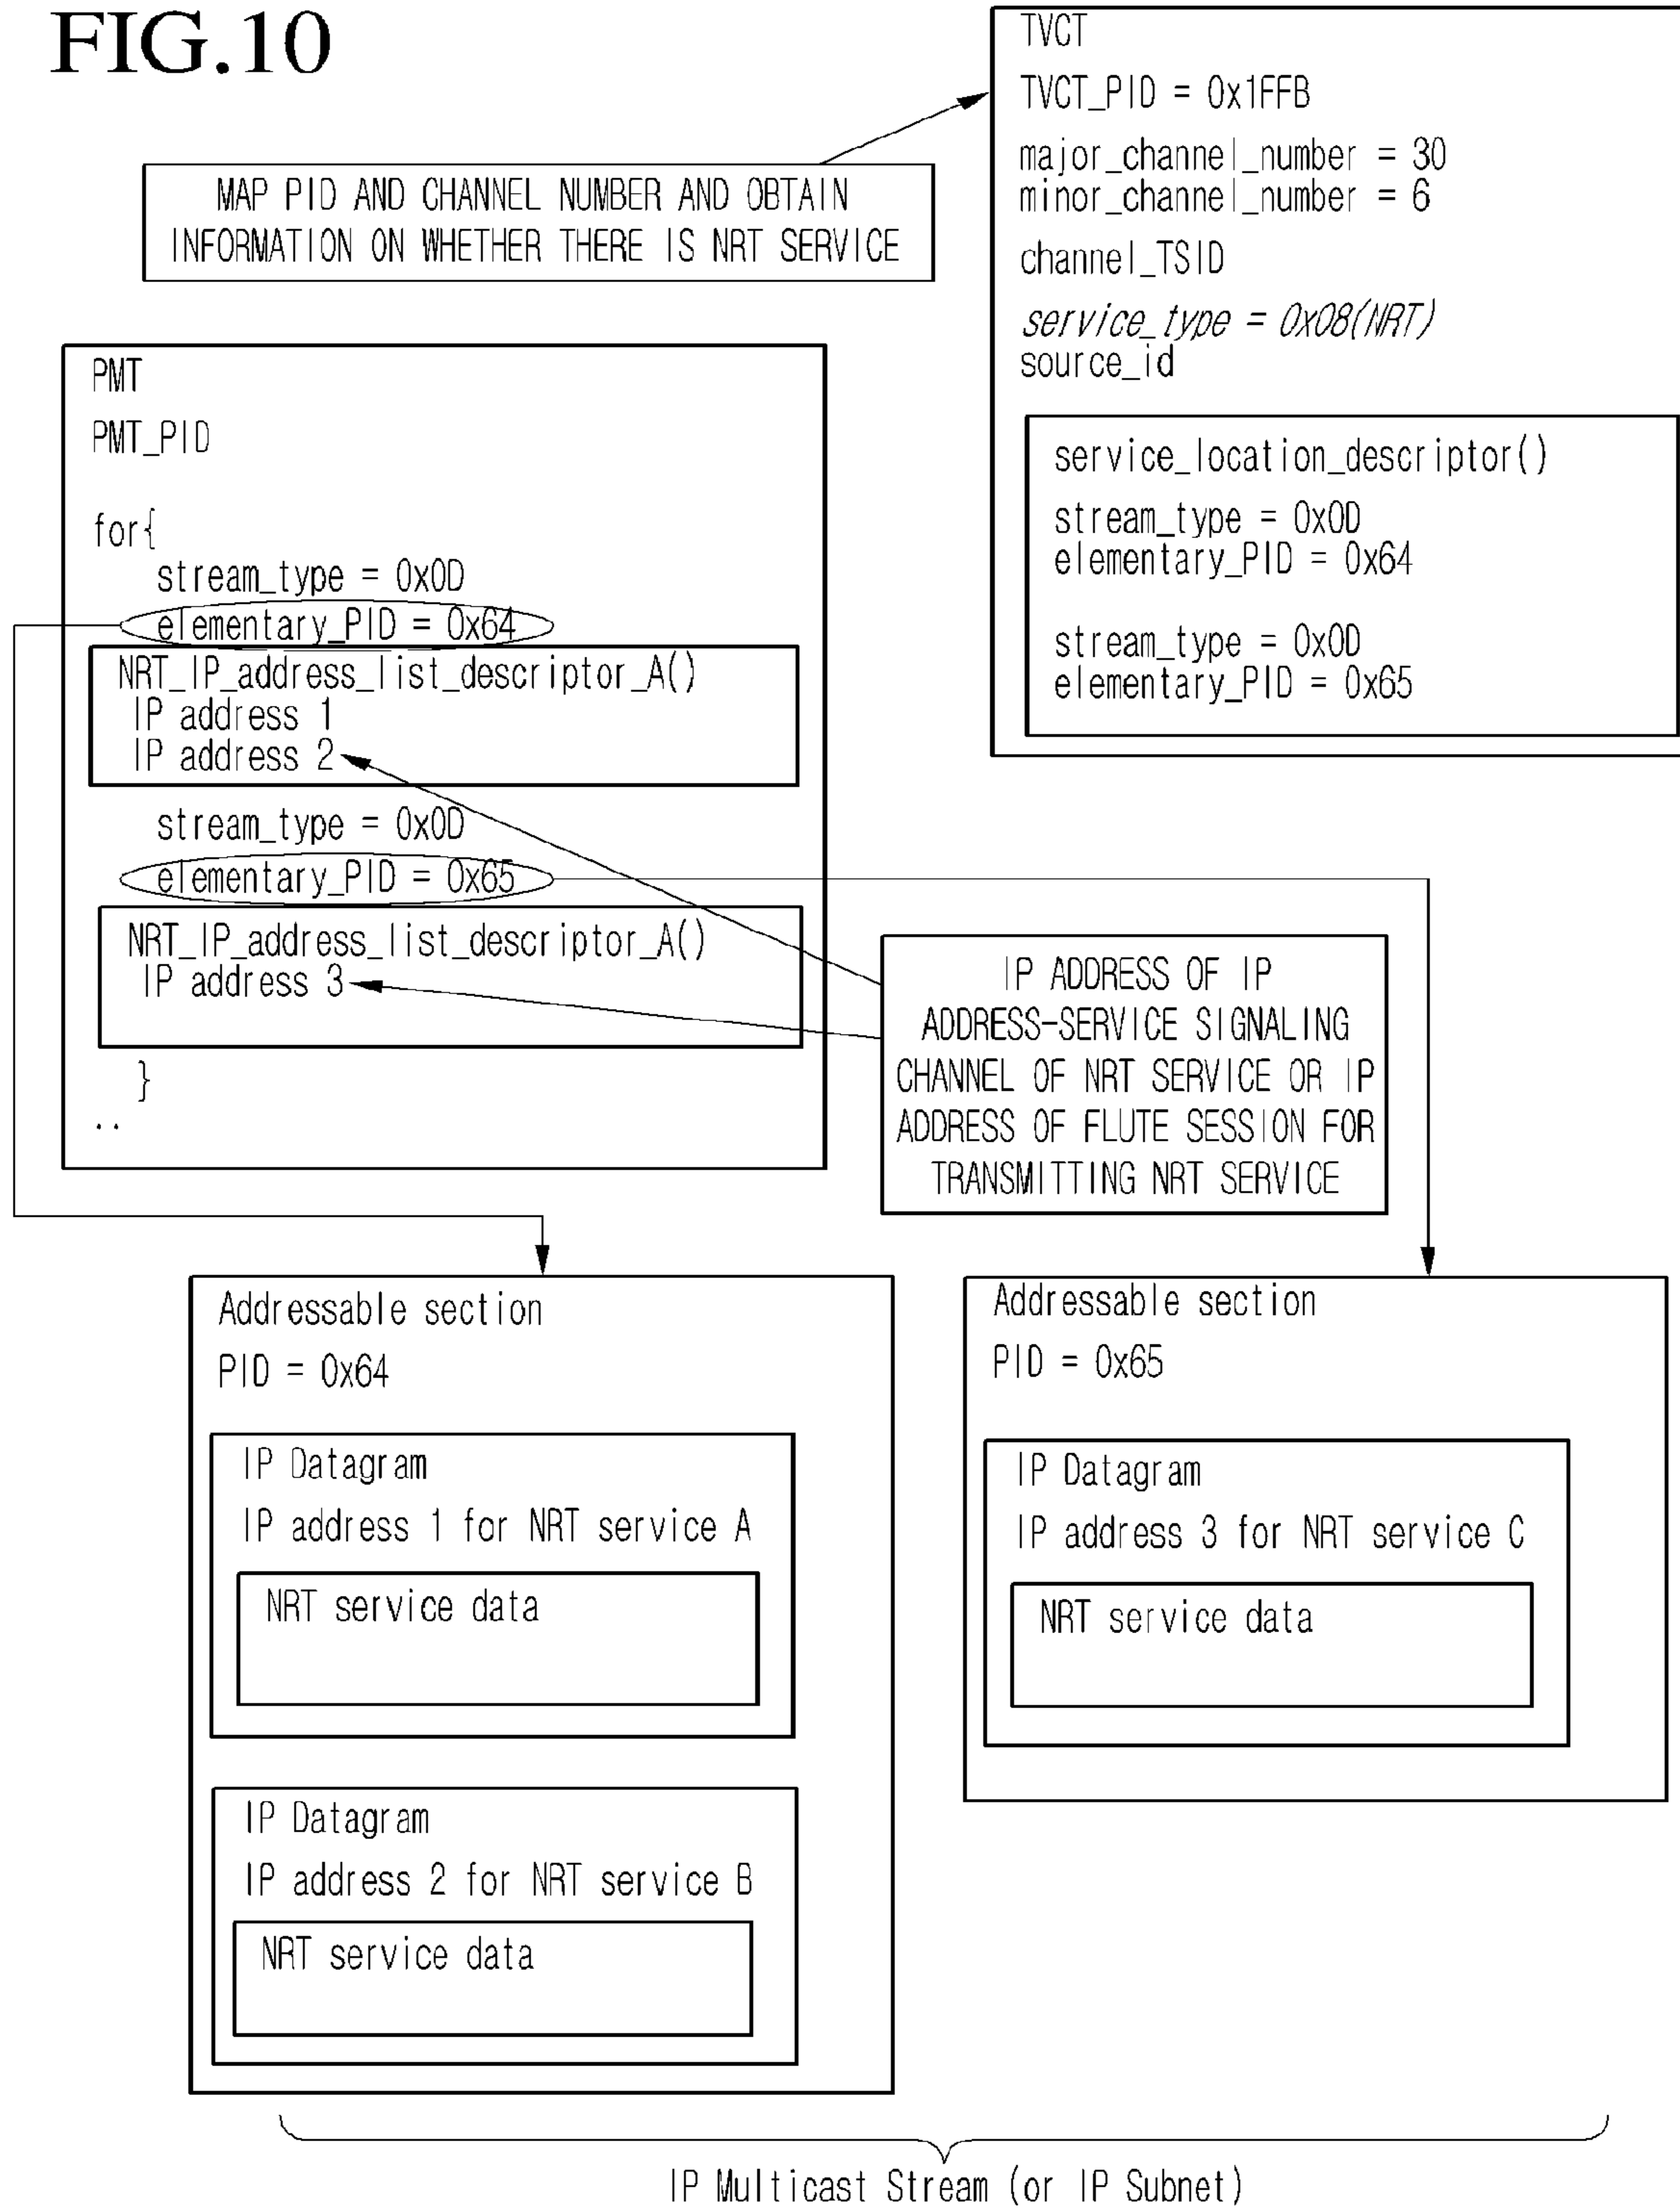 FIG.10
TVCT
TVCT_PID = 0x1FFB
major_channel_number = 30
minor_channel_number = 6
channel_TSID
service_type = 0x08(NRT)
source_id
service_location_descriptor()
stream_type = 0x0D
elementary_PID = 0x64
stream_type = 0x0D
elementary_PID = 0x65
MAP PID AND CHANNEL NUMBER AND OBTAIN
INFORMATION ON WHETHER THERE IS NRT SERVICE
PMT
PMT_PID
for{
stream_type = 0x0D
elementary_PID = 0x64
NRT_IP_address_list_descriptor_A()
IP address 1
IP address 2
stream_type = 0x0D
elementary_PID = 0x65
NRT_IP_address_list_descriptor_A()
IP address 3
}
..
IP ADDRESS OF IP
ADDRESS-SERVICE SIGNALING
CHANNEL OF NRT SERVICE OR IP
ADDRESS OF FLUTE SESSION FOR
TRANSMITTING NRT SERVICE
Addressable section
PID = 0x64
IP Datagram
IP address 1 for NRT service A
NRT service data
IP Datagram
IP address 2 for NRT service B
NRT service data
Addressable section
PID = 0x65
IP Datagram
IP address 3 for NRT service C
NRT service data
IP Multicast Stream (or IP Subnet)